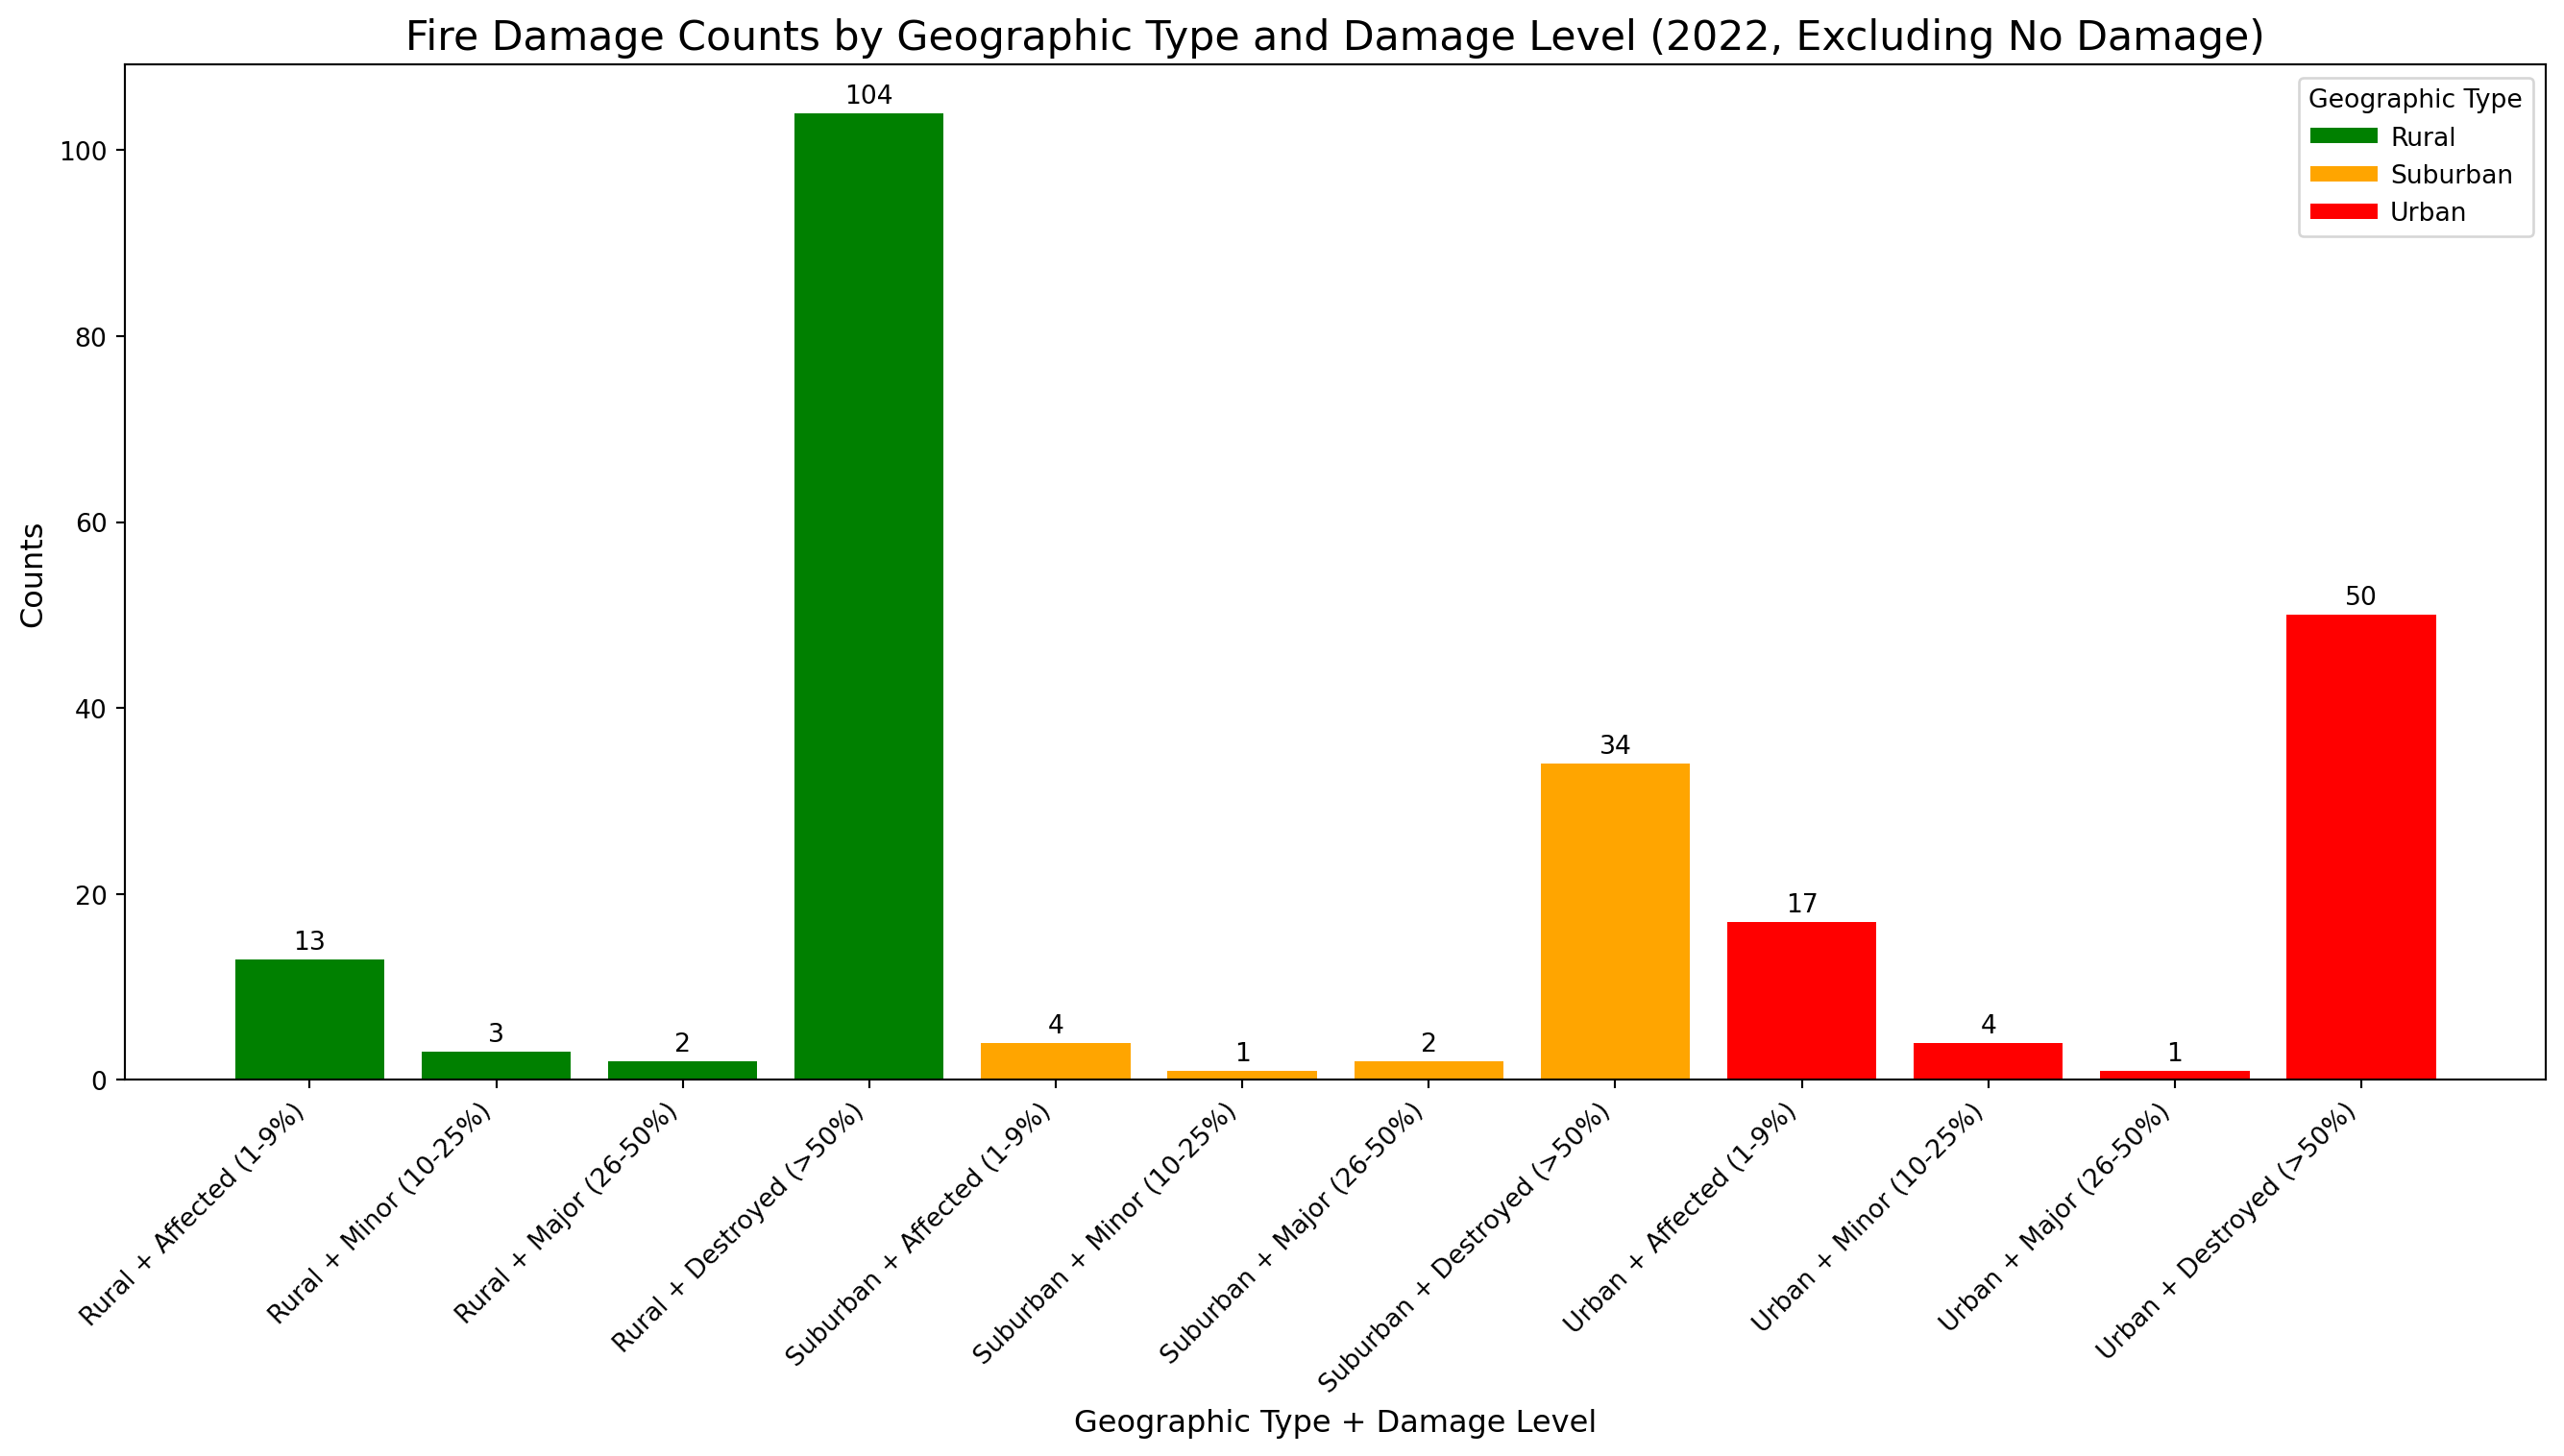 Fire Damage Counts by Geographic Type and Damage Level (2022, Excluding No Damage)
Geographic Type
Rural
Suburban
Urban
Counts
100
80
60
40
20
0
13
3
2
104
4
1
2
34
17
4
1
50
Rural + Affected (1-9%)
Rural + Minor (10-25%)
Rural + Major (26-50%)
Rural + Destroyed (>50%)
Suburban + Affected (1-9%)
Suburban + Minor (10-25%)
Suburban + Major (26-50%)
Suburban + Destroyed (>50%)
Urban + Affected (1-9%)
Urban + Minor (10-25%)
Urban + Major (26-50%)
Urban + Destroyed (>50%)
Geographic Type + Damage Level